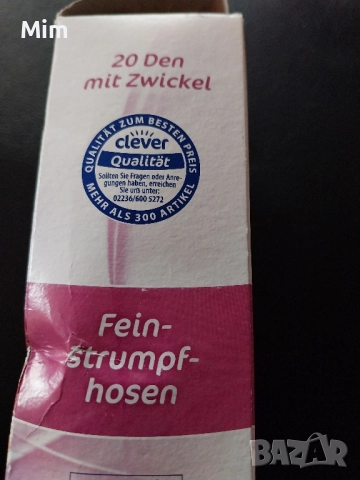 Mim
20 Den
mit Zwickel
QUALITÄT ZUM BESTEN PREIS
clever
Qualität
Sollten Sie Fragen oder Anre-
gungen haben, erreichen
Sie uns unter:
02236/600 5272
MEHR ALS 300 ARTIKEL
Fein-
strumpf-
hosen
BAZAR